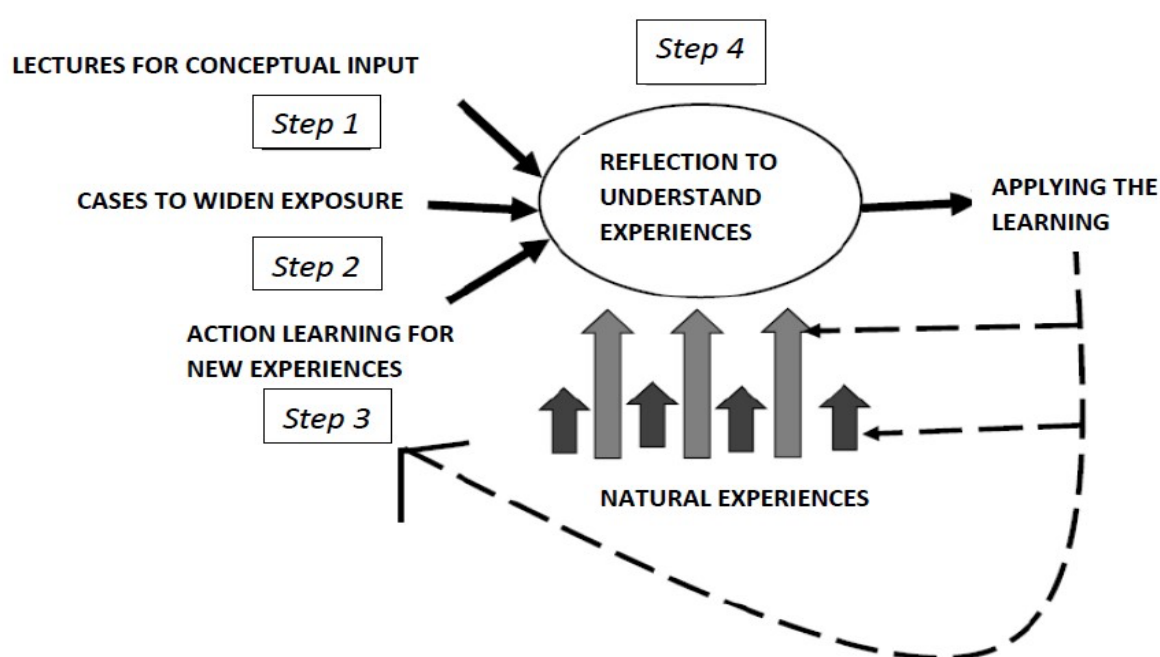 Step 4
LECTURES FOR CONCEPTUAL INPUT
Step 1
REFLECTION TO
UNDERSTAND
EXPERIENCES
CASES TO WIDEN EXPOSURE
APPLYING THE
LEARNING
Step 2
ACTION LEARNING FOR
NEW EXPERIENCES
Step 3
NATURAL EXPERIENCES